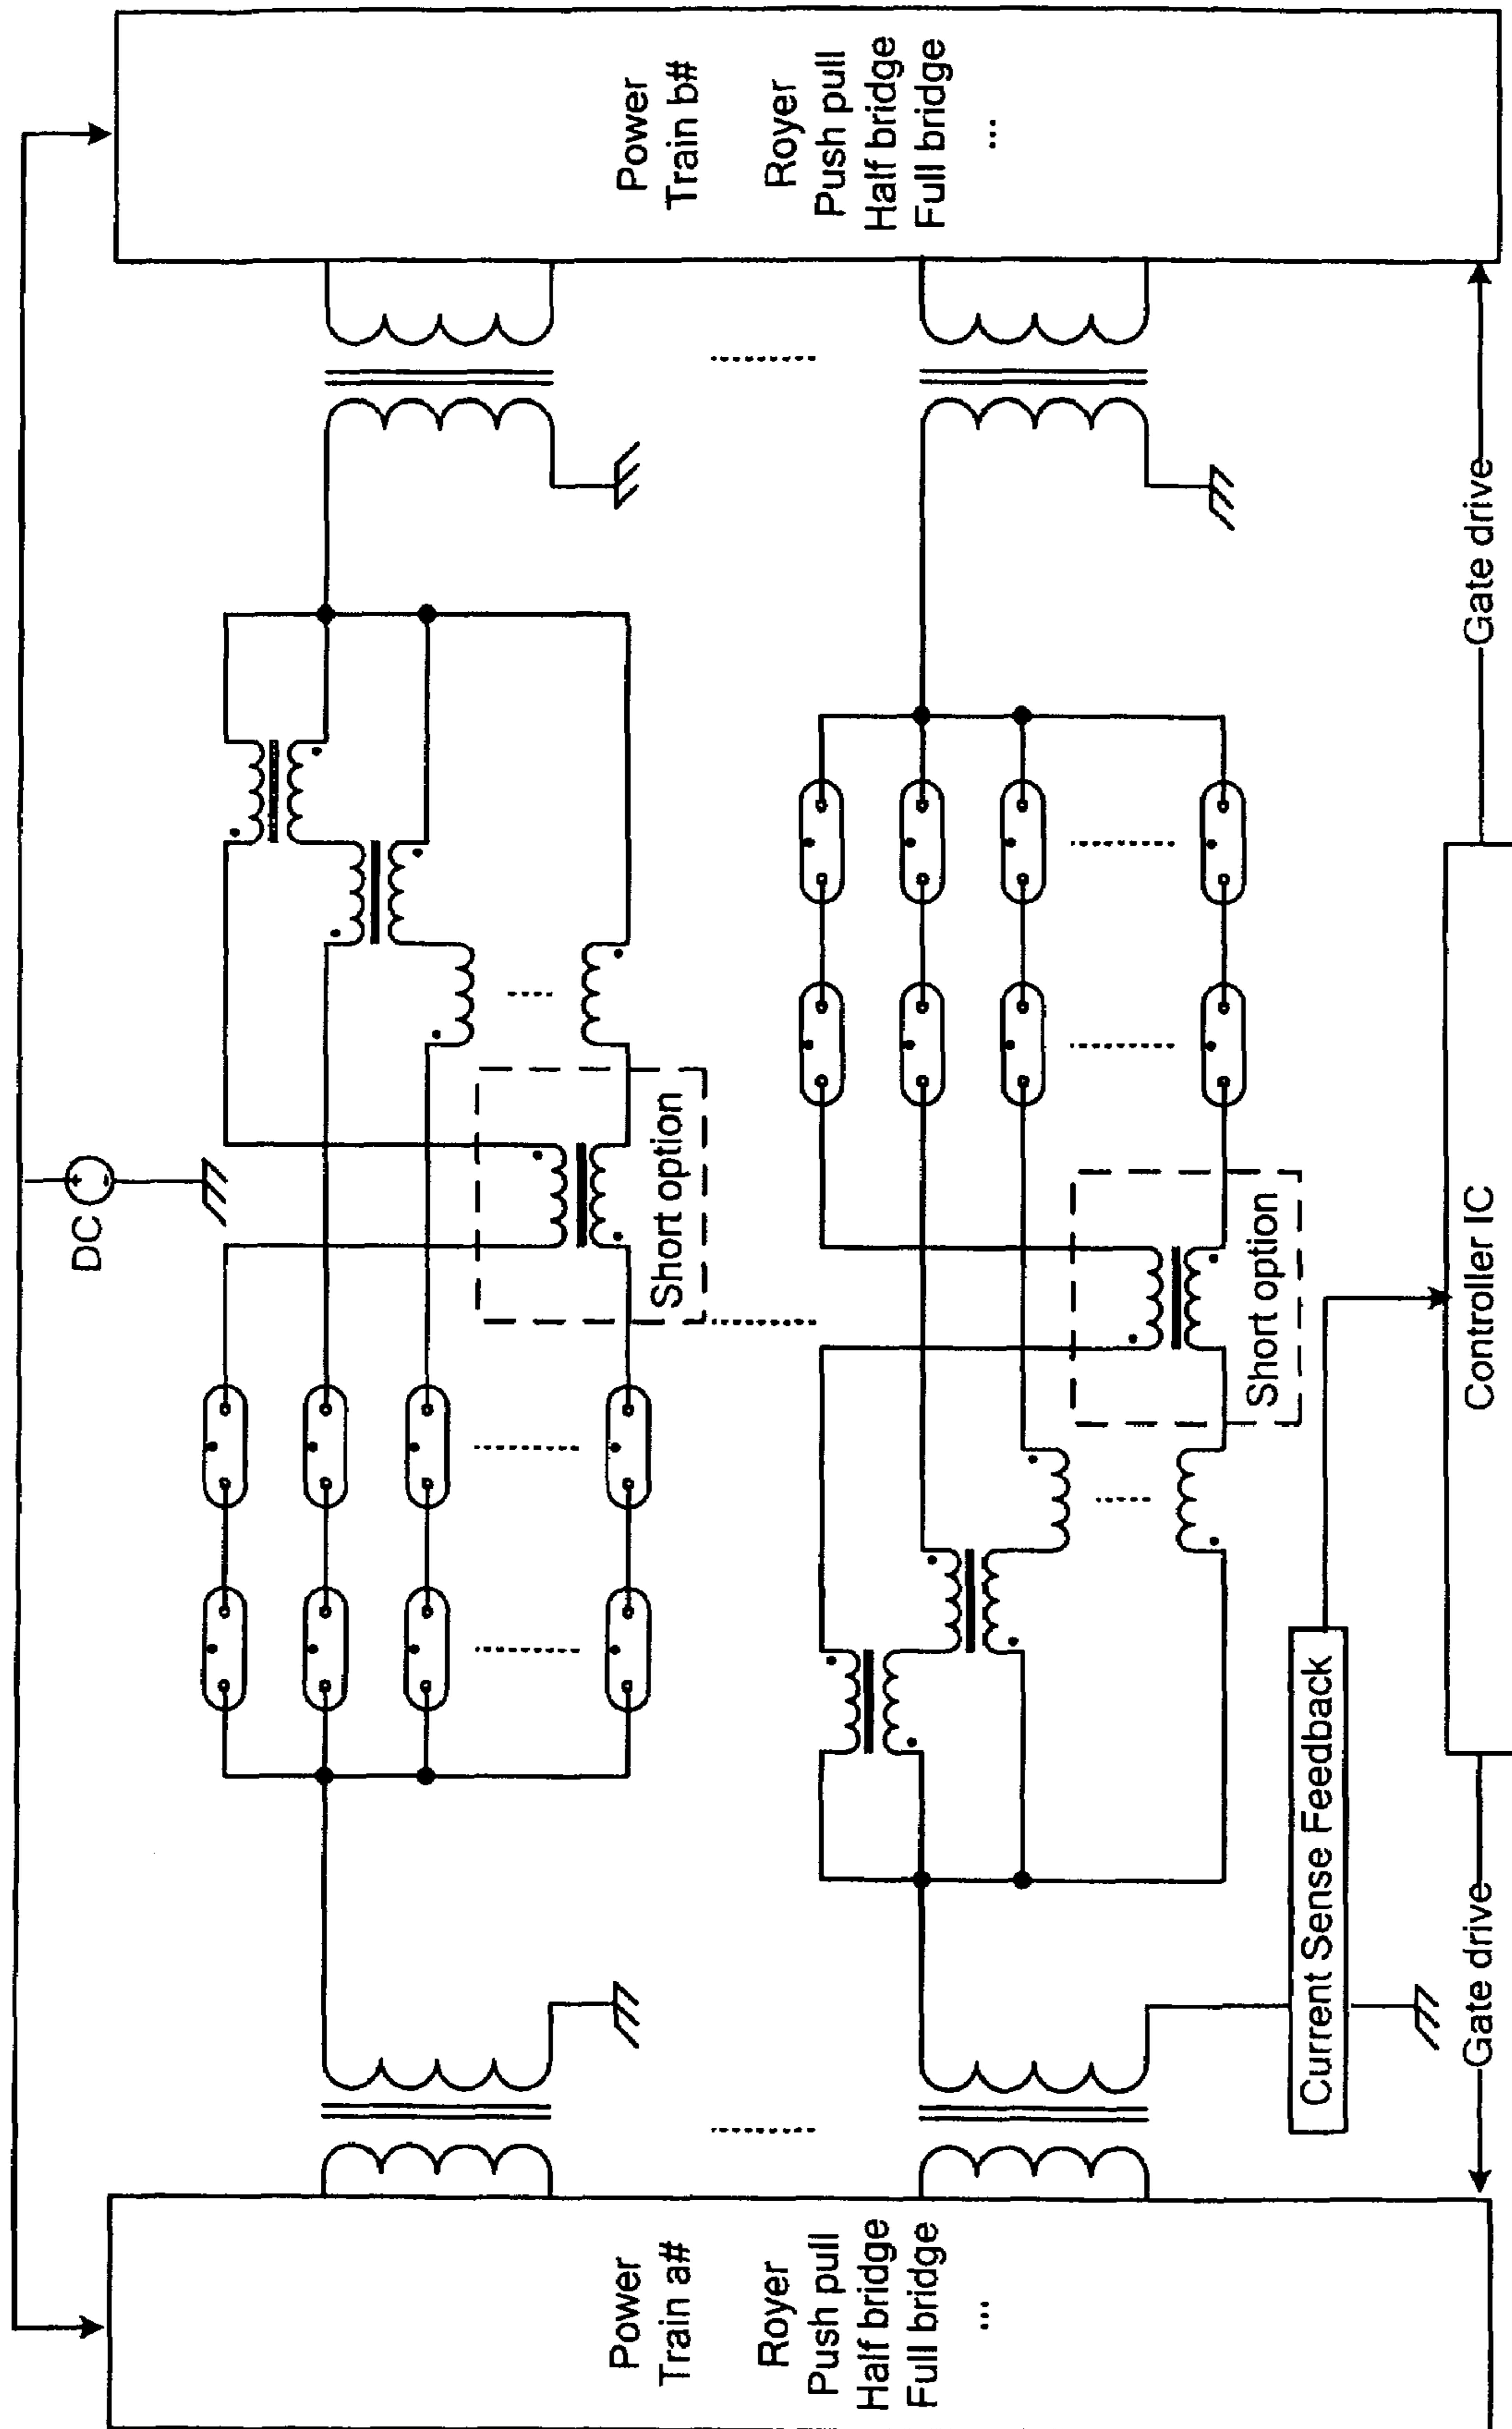 Power
Train a#
Royer
Push pull
Half bridge
Full bridge
...
DC
+
-
Short option
Short option
Power
Train b#
Royer
Push pull
Half bridge
Full bridge
...
Current Sense Feedback
Gate drive
Controller IC
Gate drive